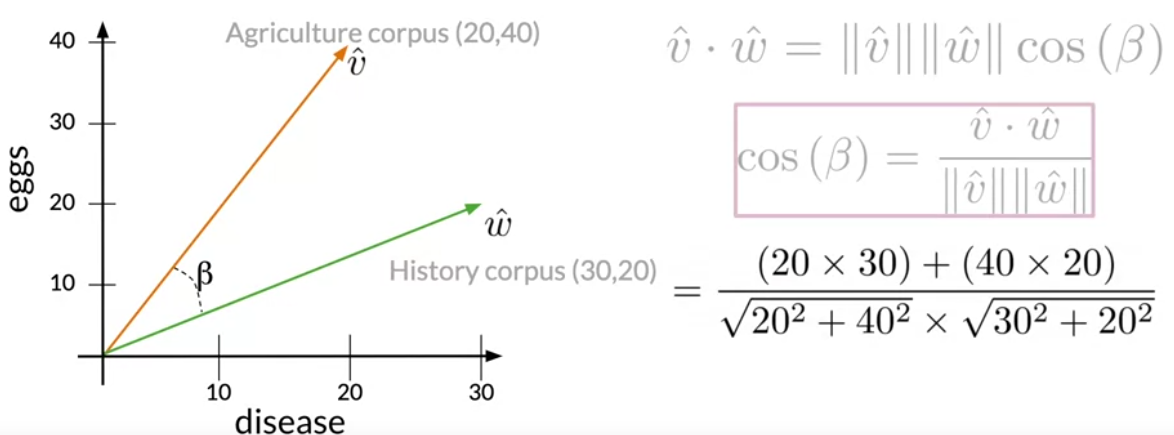 Agriculture corpus (20,40)
40
30
20
10
eggs
v̂
ŵ
β
History corpus (30,20)
10 20 30
disease
v̂ · ŵ = ‖v̂‖‖ŵ‖ cos (β)
cos (β) = v̂ · ŵ / ‖v̂‖‖ŵ‖
= (20 × 30) + (40 × 20) / √20² + 40² × √30² + 20²